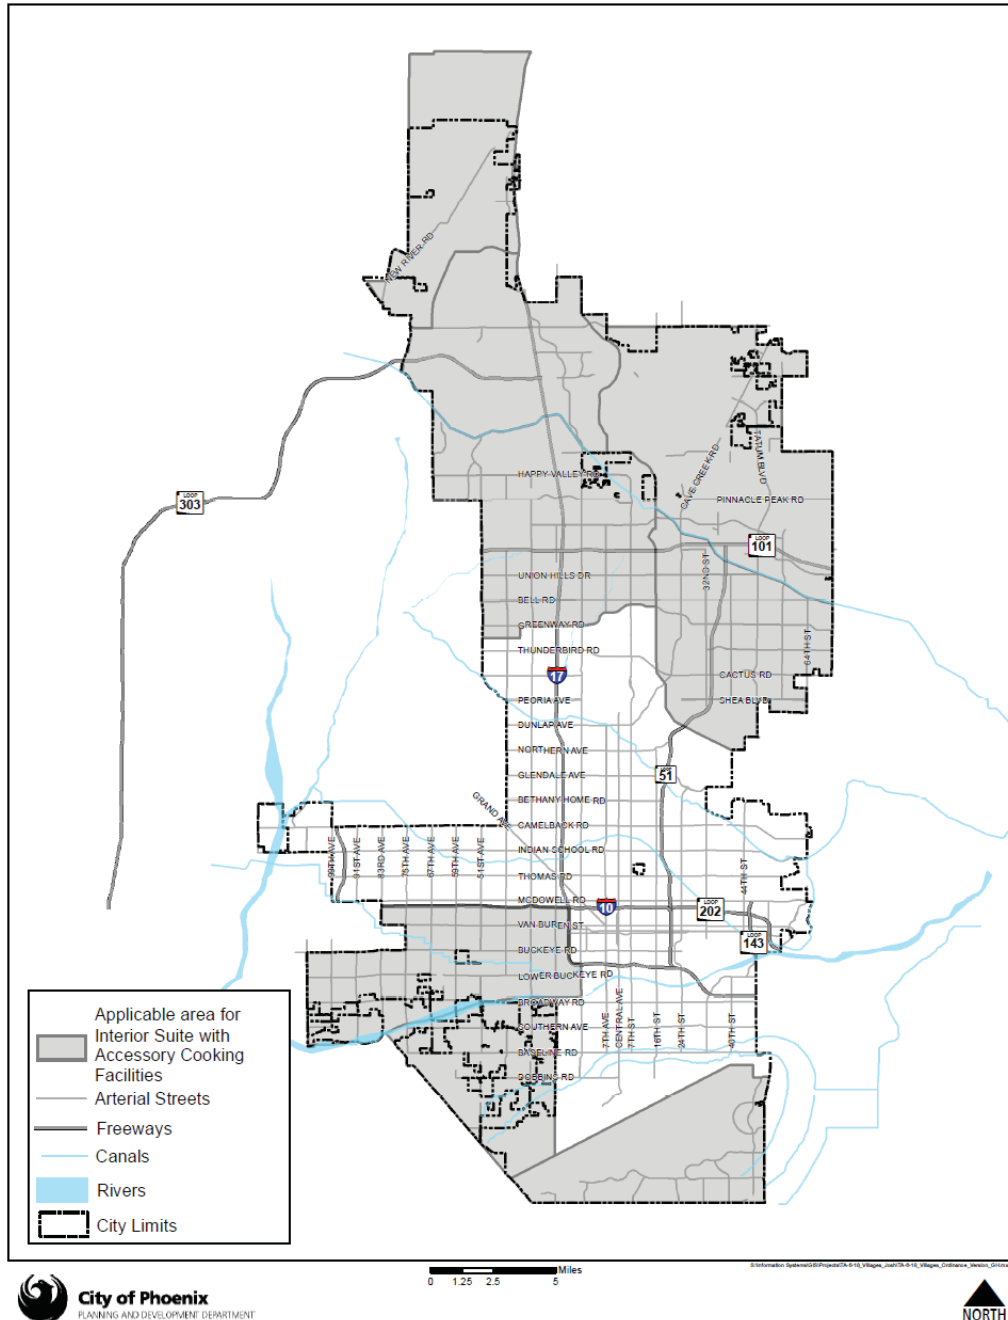 NEW RIVER RD
HAPPY VALLEY RD
CAVE CREEK RD
TATUM BLVD
PINNACLE PEAK RD
LOOP
303
LOOP
101
UNION HILLS DR
32ND ST
BELL RD
GREENWAY RD
THUNDERBIRD RD
64TH ST
17
CACTUS RD
PEORIA AVE
SHEA BLVD
DUNLAP AVE
NORTHERN AVE
GLENDALE AVE
51
BETHANY HOME RD
GRAND AVE
CAMELBACK RD
99TH AVE
91ST AVE
83RD AVE
75TH AVE
67TH AVE
59TH AVE
51ST AVE
INDIAN SCHOOL RD
THOMAS RD
44TH ST
MCDOWELL RD
10
LOOP
202
VAN BUREN ST
LOOP
143
BUCKEYE RD
LOWER BUCKEYE RD
BROADWAY RD
7TH AVE
CENTRAL AVE
7TH ST
16TH ST
24TH ST
40TH ST
SOUTHERN AVE
BASELINE RD
DOBBINS RD
Applicable area for
Interior Suite with
Accessory Cooking
Facilities
Arterial Streets
Freeways
Canals
Rivers
City Limits
Miles
0 1.25 2.5 5
City of Phoenix
PLANNING AND DEVELOPMENT DEPARTMENT
NORTH